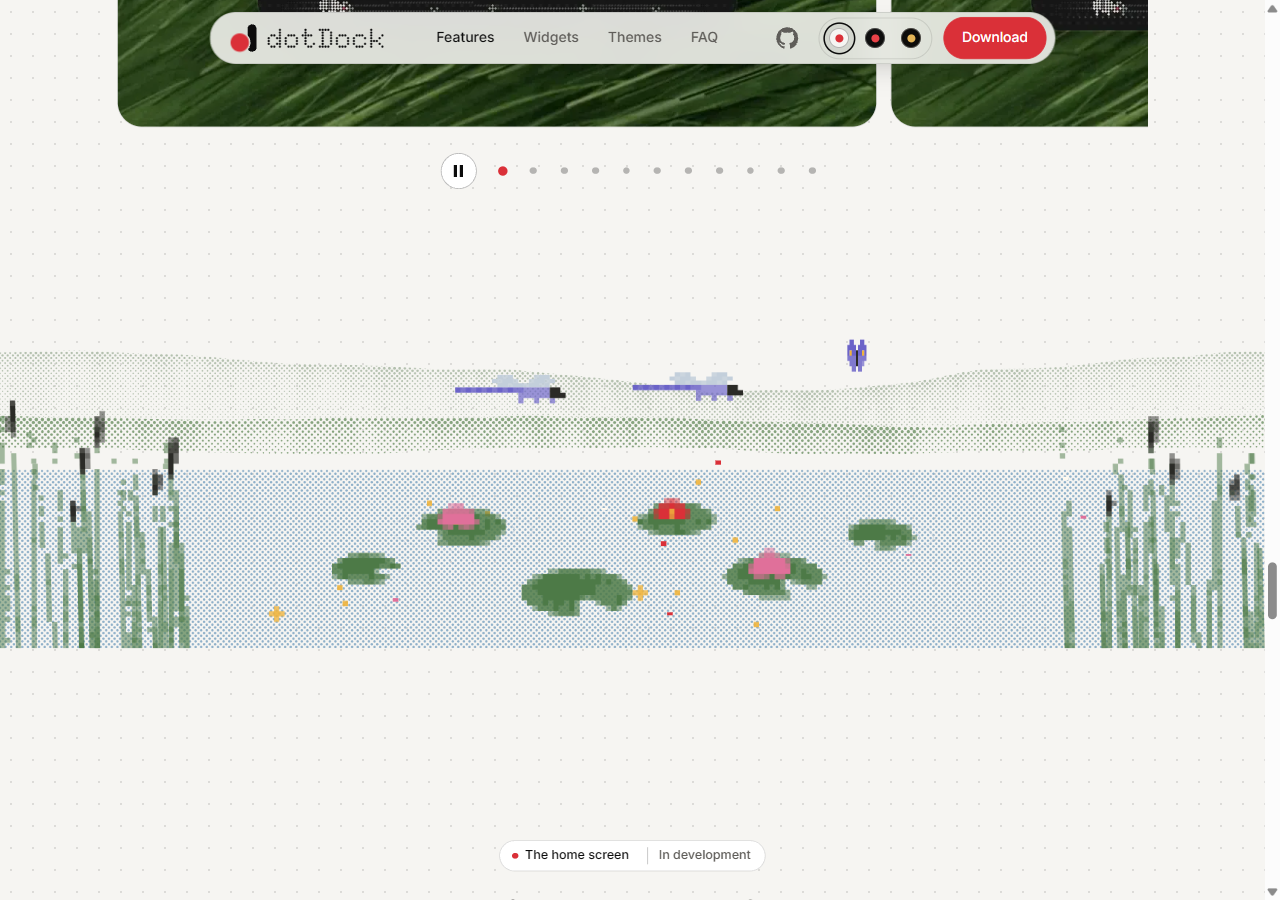 dotDock
Features
Widgets
Themes
FAQ
Download
The home screen
In development